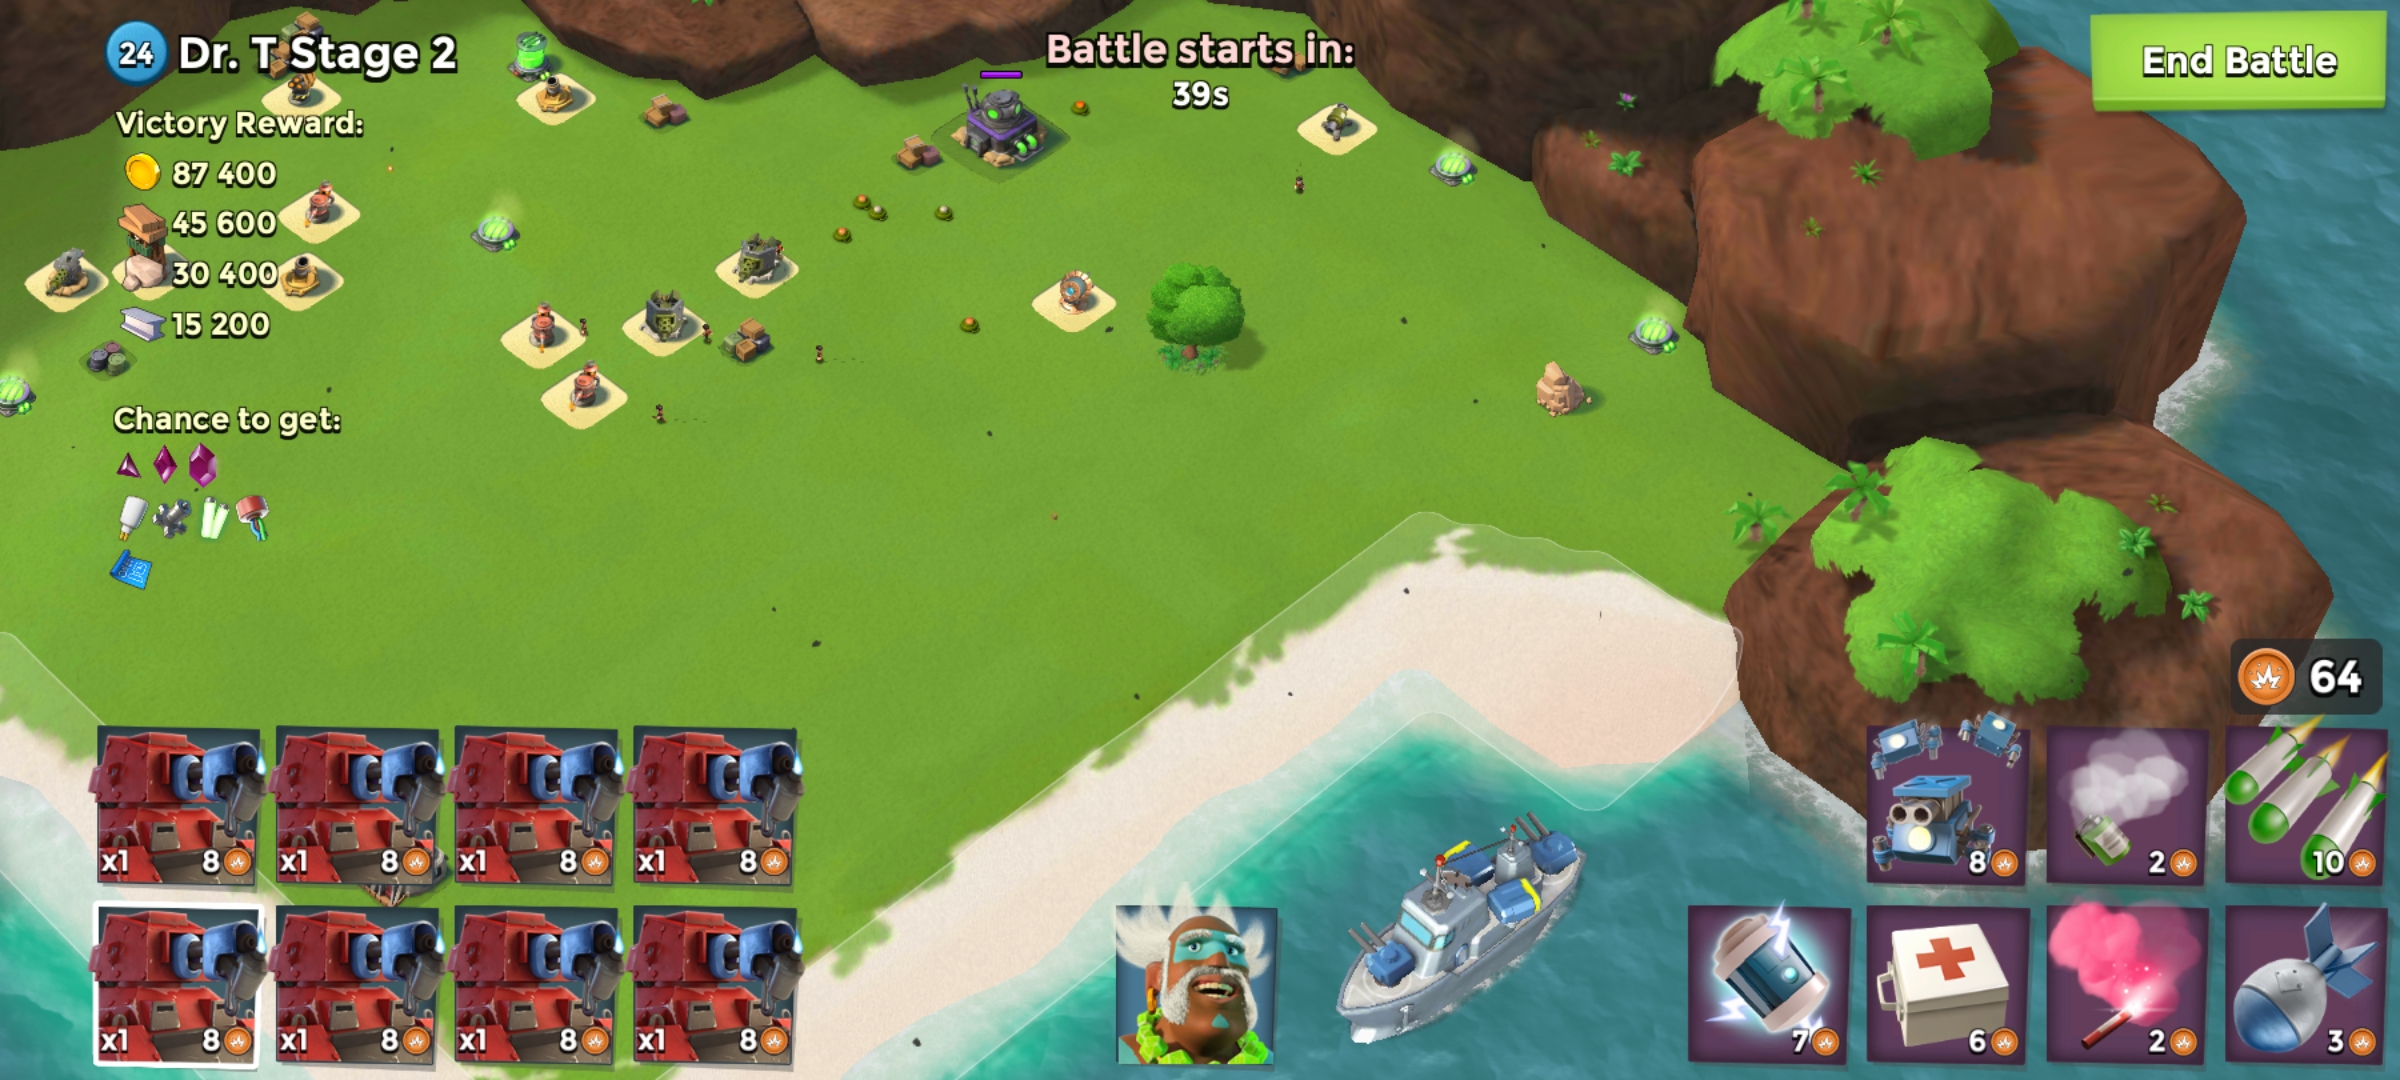 24 Dr. T Stage 2
Battle starts in:
39s
End Battle
Victory Reward:
87 400
45 600
30 400
15 200
Chance to get:
64
x1 8 x1 8 x1 8 x1 8
8 2 10
x1 8 x1 8 x1 8 x1 8
7 6 2 3